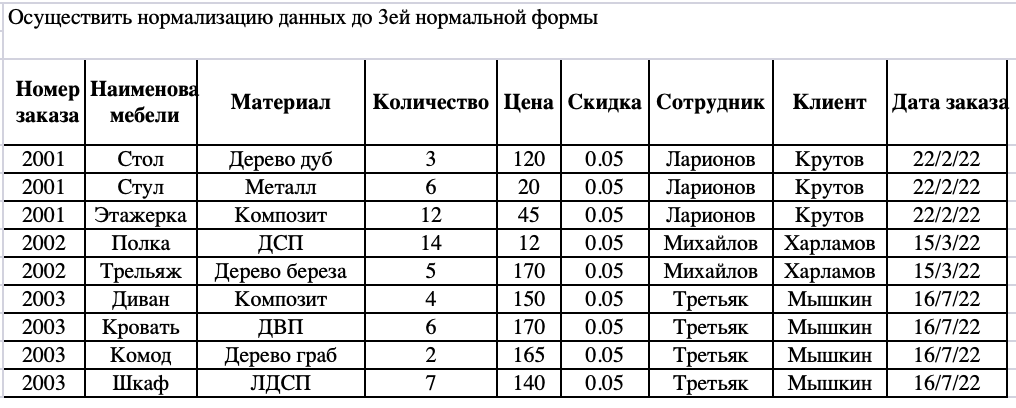 Осуществить нормализацию данных до 3ей нормальной формы
Номер заказа Наименова мебели Материал Количество Цена Скидка Сотрудник Клиент Дата заказа
2001 Стол Дерево дуб 3 120 0.05 Ларионов Крутов 22/2/22
2001 Стул Металл 6 20 0.05 Ларионов Крутов 22/2/22
2001 Этажерка Композит 12 45 0.05 Ларионов Крутов 22/2/22
2002 Полка ДСП 14 12 0.05 Михайлов Харламов 15/3/22
2002 Трельяж Дерево береза 5 170 0.05 Михайлов Харламов 15/3/22
2003 Диван Композит 4 150 0.05 Третьяк Мышкин 16/7/22
2003 Кровать ДВП 6 170 0.05 Третьяк Мышкин 16/7/22
2003 Комод Дерево граб 2 165 0.05 Третьяк Мышкин 16/7/22
2003 Шкаф ЛДСП 7 140 0.05 Третьяк Мышкин 16/7/22